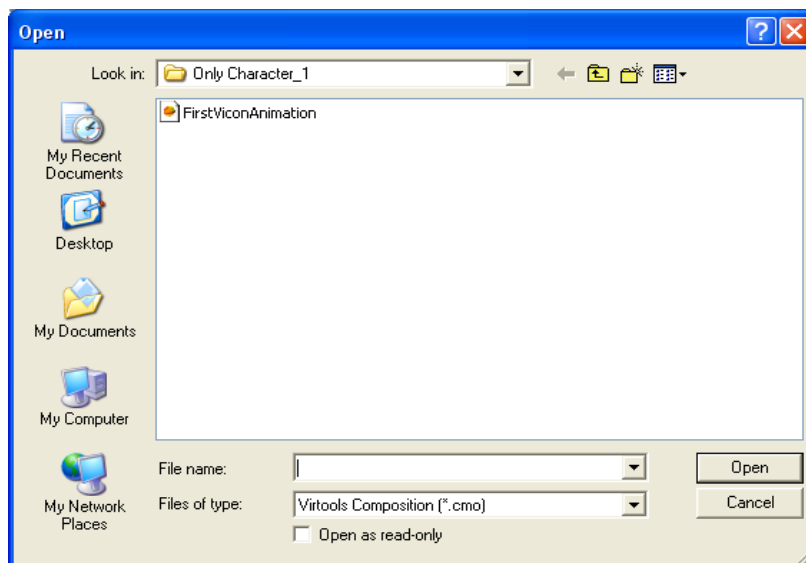 Open
Look in: Only Character_1
FirstViconAnimation
My Recent
Documents
Desktop
My Documents
My Computer
My Network
Places
File name: Open
Files of type: Virtools Composition (*.cmo) Cancel
Open as read-only